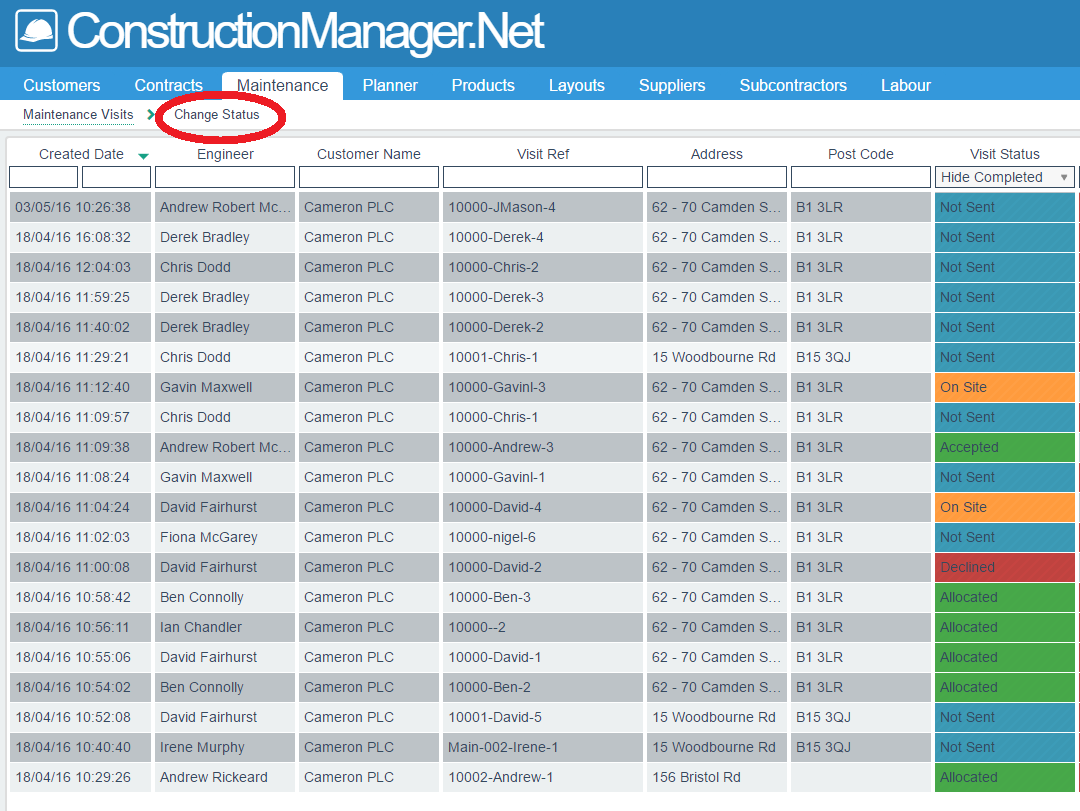 ConstructionManager.Net
Customers Contracts Maintenance Planner Products Layouts Suppliers Subcontractors Labour
Maintenance Visits Change Status
Created Date Engineer Customer Name Visit Ref Address Post Code Visit Status
Hide Completed
03/05/16 10:26:38 Andrew Robert Mc... Cameron PLC 10000-JMason-4 62 - 70 Camden S... B1 3LR Not Sent
18/04/16 16:08:32 Derek Bradley Cameron PLC 10000-Derek-4 62 - 70 Camden S... B1 3LR Not Sent
18/04/16 12:04:03 Chris Dodd Cameron PLC 10000-Chris-2 62 - 70 Camden S... B1 3LR Not Sent
18/04/16 11:59:25 Derek Bradley Cameron PLC 10000-Derek-3 62 - 70 Camden S... B1 3LR Not Sent
18/04/16 11:40:02 Derek Bradley Cameron PLC 10000-Derek-2 62 - 70 Camden S... B1 3LR Not Sent
18/04/16 11:29:21 Chris Dodd Cameron PLC 10001-Chris-1 15 Woodbourne Rd B15 3QJ Not Sent
18/04/16 11:12:40 Gavin Maxwell Cameron PLC 10000-Gavinl-3 62 - 70 Camden S... B1 3LR On Site
18/04/16 11:09:57 Chris Dodd Cameron PLC 10000-Chris-1 62 - 70 Camden S... B1 3LR Not Sent
18/04/16 11:09:38 Andrew Robert Mc... Cameron PLC 10000-Andrew-3 62 - 70 Camden S... B1 3LR Accepted
18/04/16 11:08:24 Gavin Maxwell Cameron PLC 10000-Gavinl-1 62 - 70 Camden S... B1 3LR Not Sent
18/04/16 11:04:24 David Fairhurst Cameron PLC 10000-David-4 62 - 70 Camden S... B1 3LR On Site
18/04/16 11:02:03 Fiona McGarey Cameron PLC 10000-nigel-6 62 - 70 Camden S... B1 3LR Not Sent
18/04/16 11:00:08 David Fairhurst Cameron PLC 10000-David-2 62 - 70 Camden S... B1 3LR Declined
18/04/16 10:58:42 Ben Connolly Cameron PLC 10000-Ben-3 62 - 70 Camden S... B1 3LR Allocated
18/04/16 10:56:11 Ian Chandler Cameron PLC 10000--2 62 - 70 Camden S... B1 3LR Allocated
18/04/16 10:55:06 David Fairhurst Cameron PLC 10000-David-1 62 - 70 Camden S... B1 3LR Allocated
18/04/16 10:54:02 Ben Connolly Cameron PLC 10000-Ben-2 62 - 70 Camden S... B1 3LR Allocated
18/04/16 10:52:08 David Fairhurst Cameron PLC 10001-David-5 15 Woodbourne Rd B15 3QJ Not Sent
18/04/16 10:40:40 Irene Murphy Cameron PLC Main-002-Irene-1 15 Woodbourne Rd B15 3QJ Not Sent
18/04/16 10:29:26 Andrew Rickeard Cameron PLC 10002-Andrew-1 156 Bristol Rd Allocated